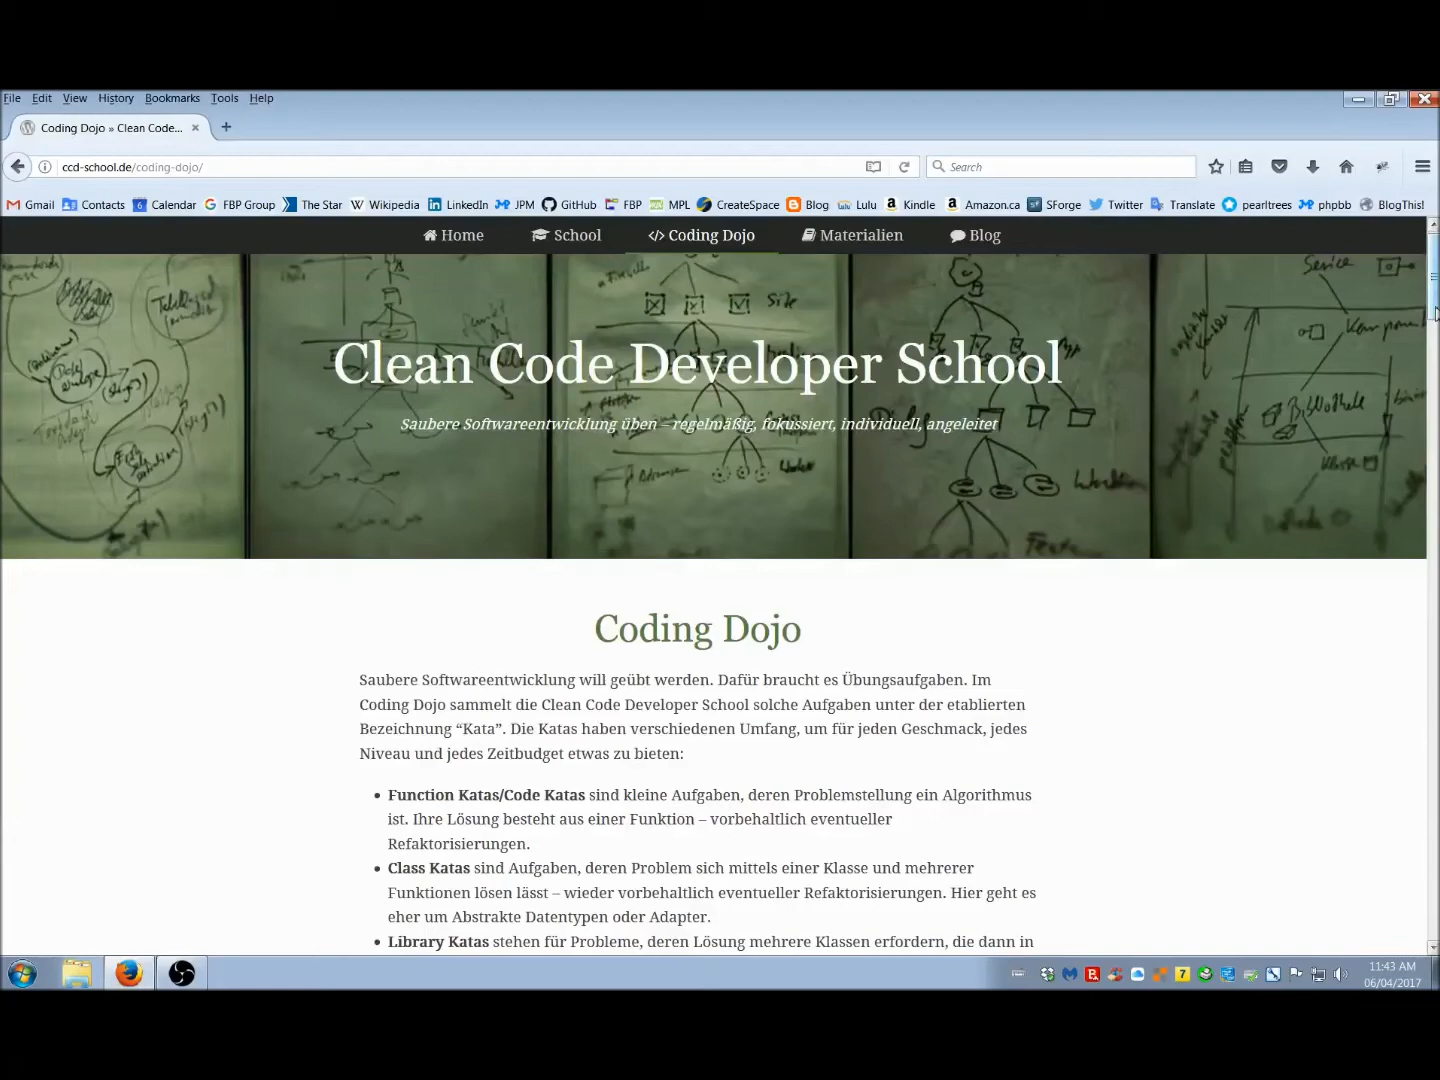 File Edit View History Bookmarks Tools Help
Coding Dojo » Clean Code...
ccd-school.de/coding-dojo/
Search
Gmail Contacts Calendar FBP Group The Star Wikipedia LinkedIn JPM GitHub FBP MPL CreateSpace Blog Lulu Kindle Amazon.ca SForge Twitter Translate pearltrees phpbb BlogThis!
Home School Coding Dojo Materialien Blog
Clean Code Developer School
Saubere Softwareentwicklung üben – regelmäßig, fokussiert, individuell, angeleitet
Coding Dojo
Saubere Softwareentwicklung will geübt werden. Dafür braucht es Übungsaufgaben. Im
Coding Dojo sammelt die Clean Code Developer School solche Aufgaben unter der etablierten
Bezeichnung “Kata”. Die Katas haben verschiedenen Umfang, um für jeden Geschmack, jedes
Niveau und jedes Zeitbudget etwas zu bieten:
• Function Katas/Code Katas sind kleine Aufgaben, deren Problemstellung ein Algorithmus
ist. Ihre Lösung besteht aus einer Funktion – vorbehaltlich eventueller
Refaktorisierungen.
• Class Katas sind Aufgaben, deren Problem sich mittels einer Klasse und mehrerer
Funktionen lösen lässt – wieder vorbehaltlich eventueller Refaktorisierungen. Hier geht es
eher um Abstrakte Datentypen oder Adapter.
• Library Katas stehen für Probleme, deren Lösung mehrere Klassen erfordern, die dann in
11:43 AM
06/04/2017